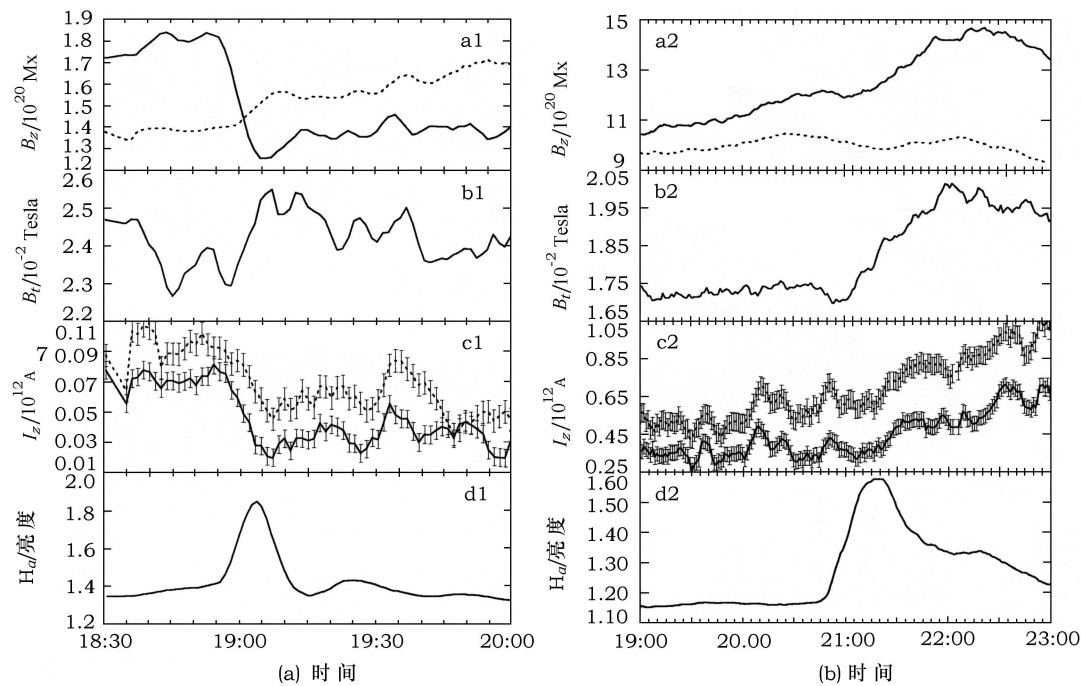 1.9
1.8
1.7
1.5
1.4
1.3
1.2
a1
B_z/10^20 Mx
2.6
2.5
2.4
2.3
2.2
b1
B_t/10^-2 Tesla
0.11
7 0.09
0.07
0.05
0.03
0.01
c1
I_z/10^12 A
2.0
1.8
1.6
1.4
1.2
d1
H_a/亮度
18:30 19:00 19:30 20:00
(a) 时间
15
13
11
9
a2
B_z/10^20 Mx
2.05
1.95
1.85
1.75
1.65
b2
B_t/10^-2 Tesla
1.05
0.85
0.65
0.45
0.25
c2
I_z/10^12 A
1.60
1.50
1.40
1.30
1.20
1.10
d2
H_a/亮度
19:00 20.00 21:00 22:00 23:00
(b) 时间